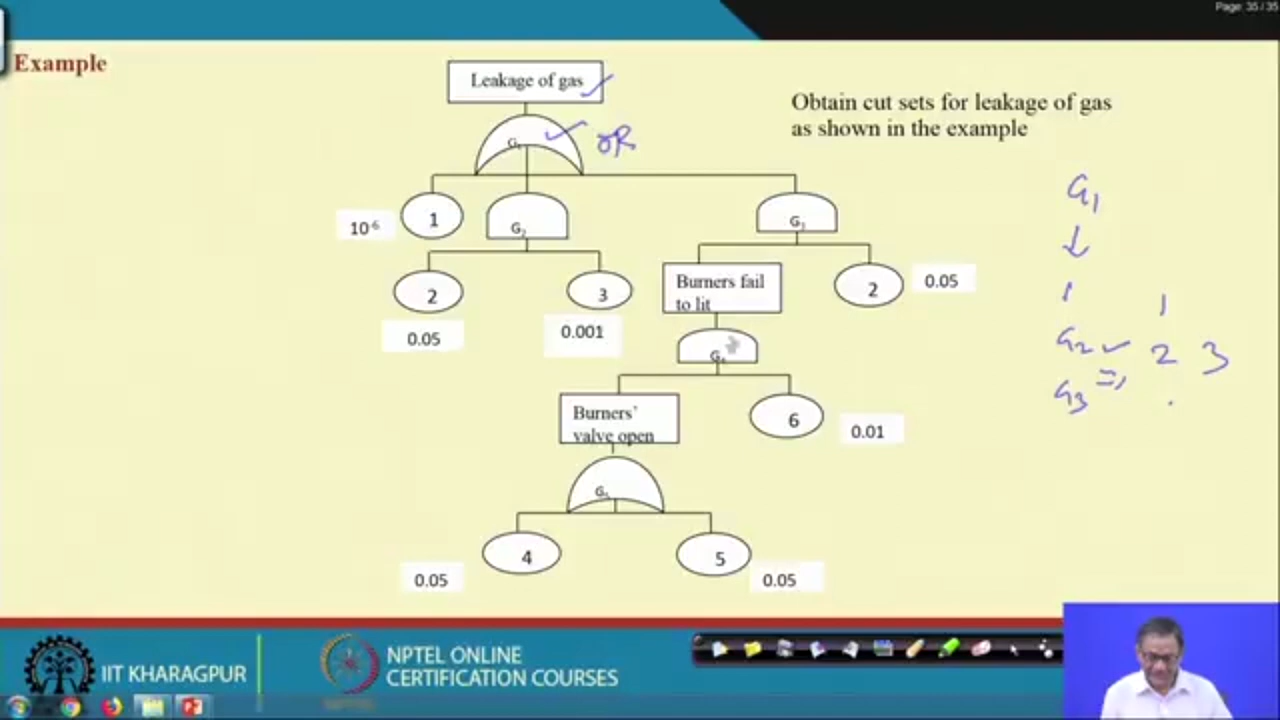 Page: 35 / 35
Example
Leakage of gas
G₁
OR
Obtain cut sets for leakage of gas
as shown in the example
10⁻⁶
1
G₂
G₃
2
3
0.05
0.001
Burners fail
to lit
2
0.05
G₄
Burners'
valve open
6
0.01
G₅
4
5
0.05
0.05
G1
↓
1 1
G2 2 3
G3
IIT KHARAGPUR
NPTEL ONLINE
CERTIFICATION COURSES